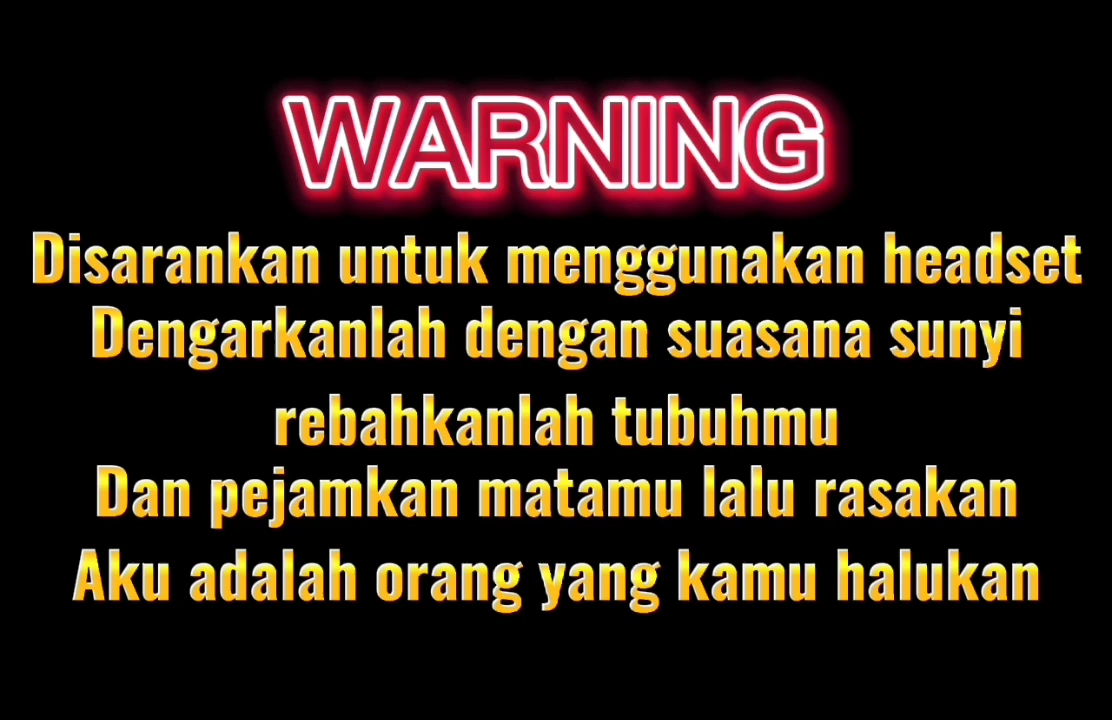 WARNING
Disarankan untuk menggunakan headset
Dengarkanlah dengan suasana sunyi
rebahkanlah tubuhmu
Dan pejamkan matamu lalu rasakan
Aku adalah orang yang kamu halukan